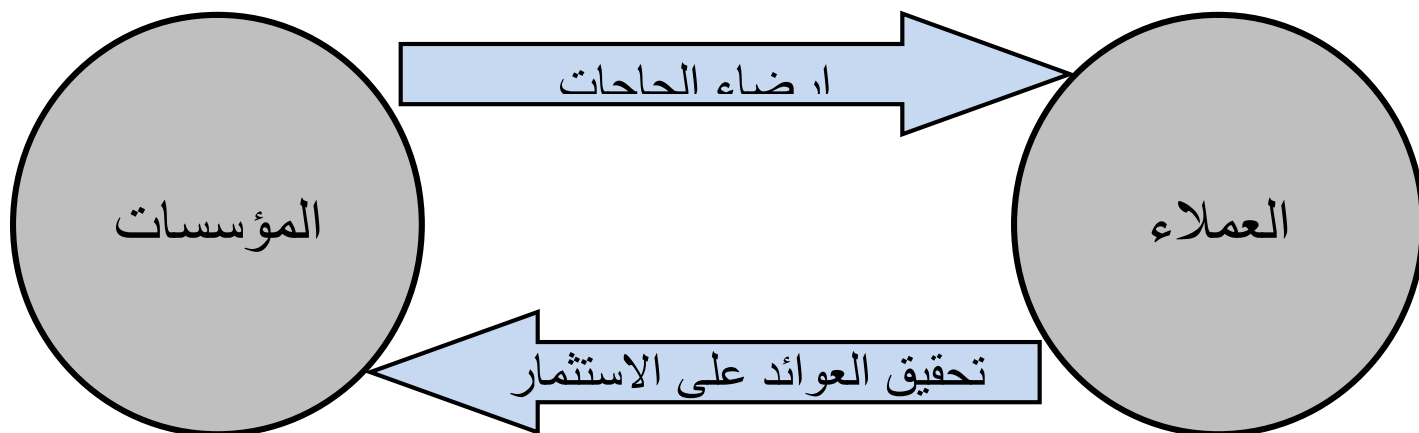 ارضاء الحاجات
العملاء
المؤسسات
تحقيق العوائد على الاستثمار